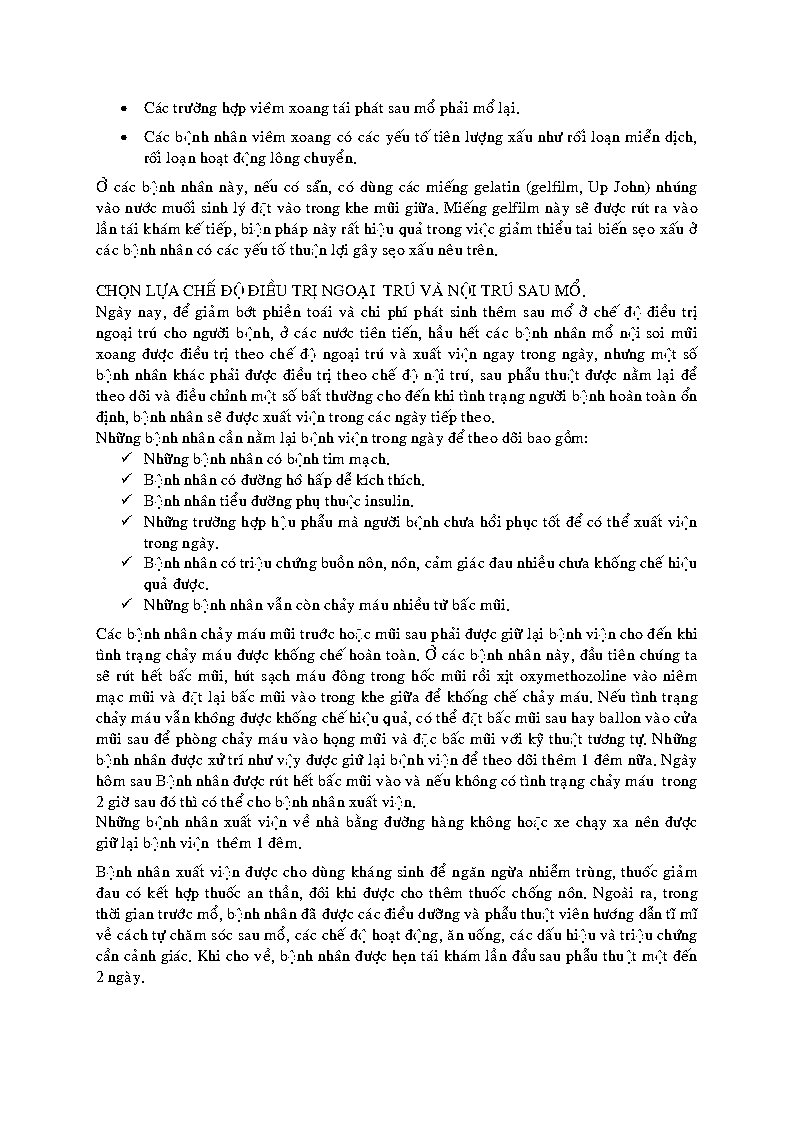 • Các trường hợp viêm xoang tái phát sau mổ phải mổ lại.
• Các bệnh nhân viêm xoang có các yếu tố tiên lượng xấu như rối loạn miễn dịch,
rối loạn hoạt động lông chuyển.
Ở các bệnh nhân này, nếu có sẵn, có dùng các miếng gelatin (gelfilm, Up John) nhúng
vào nước muối sinh lý đặt vào trong khe mũi giữa. Miếng gelfilm này sẽ được rút ra vào
lần tái khám kế tiếp, biện pháp này rất hiệu quả trong việc giảm thiểu tai biến sẹo xấu ở
các bệnh nhân có các yếu tố thuận lợi gây sẹo xấu nêu trên.
CHỌN LỰA CHẾ ĐỘ ĐIỀU TRỊ NGOẠI TRÚ VÀ NỘI TRÚ SAU MỔ.
Ngày nay, để giảm bớt phiền toái và chi phí phát sinh thêm sau mổ ở chế độ điều trị
ngoại trú cho người bệnh, ở các nước tiên tiến, hầu hết các bệnh nhân mổ nội soi mũi
xoang được điều trị theo chế độ ngoại trú và xuất viện ngay trong ngày, nhưng một số
bệnh nhân khác phải được điều trị theo chế độ nội trú, sau phẫu thuật được nằm lại để
theo dõi và điều chỉnh một số bất thường cho đến khi tình trạng người bệnh hoàn toàn ổn
định, bệnh nhân sẽ được xuất viện trong các ngày tiếp theo.
Những bệnh nhân cần nằm lại bệnh viện trong ngày để theo dõi bao gồm:
✓ Những bệnh nhân có bệnh tim mạch.
✓ Bệnh nhân có đường hô hấp dễ kích thích.
✓ Bệnh nhân tiểu đường phụ thuộc insulin.
✓ Những trường hợp hậu phẫu mà người bệnh chưa hồi phục tốt để có thể xuất viện
trong ngày.
✓ Bệnh nhân có triệu chứng buồn nôn, nôn, cảm giác đau nhiều chưa khống chế hiệu
quả được.
✓ Những bệnh nhân vẫn còn chảy máu nhiều từ bấc mũi.
Các bệnh nhân chảy máu mũi truớc hoặc mũi sau phải được giữ lại bệnh viện cho đến khi
tình trạng chảy máu được khống chế hoàn toàn. Ở các bệnh nhân này, đầu tiên chúng ta
sẽ rút hết bấc mũi, hút sạch máu đông trong hốc mũi rồi xịt oxymethozoline vào niêm
mạc mũi và đặt lại bấc mũi vào trong khe giữa để khống chế chảy máu. Nếu tình trạng
chảy máu vẫn không được khống chế hiệu quả, có thể đặt bấc mũi sau hay ballon vào cửa
mũi sau để phòng chảy máu vào họng mũi và đặc bấc mũi với kỹ thuật tương tự. Những
bệnh nhân được xử trí như vậy được giữ lại bệnh viện để theo dõi thêm 1 đêm nữa. Ngày
hôm sau Bệnh nhân được rút hết bấc mũi vào và nếu không có tình trạng chảy máu trong
2 giờ sau đó thì có thể cho bệnh nhân xuất viện.
Những bệnh nhân xuất viện về nhà bằng đường hàng không hoặc xe chạy xa nên được
giữ lại bệnh viện thêm 1 đêm.
Bệnh nhân xuất viện được cho dùng kháng sinh để ngăn ngừa nhiễm trùng, thuốc giảm
đau có kết hợp thuốc an thần, đôi khi được cho thêm thuốc chống nôn. Ngoài ra, trong
thời gian trước mổ, bệnh nhân đã được các điều dưỡng và phẫu thuật viên hương dẫn tĩ mĩ
về cách tự chăm sóc sau mổ, các chế độ hoạt động, ăn uống, các dấu hiệu và triệu chứng
cần cảnh giác. Khi cho về, bệnh nhân được hẹn tái khám lần đầu sau phẫu thuật một đến
2 ngày.